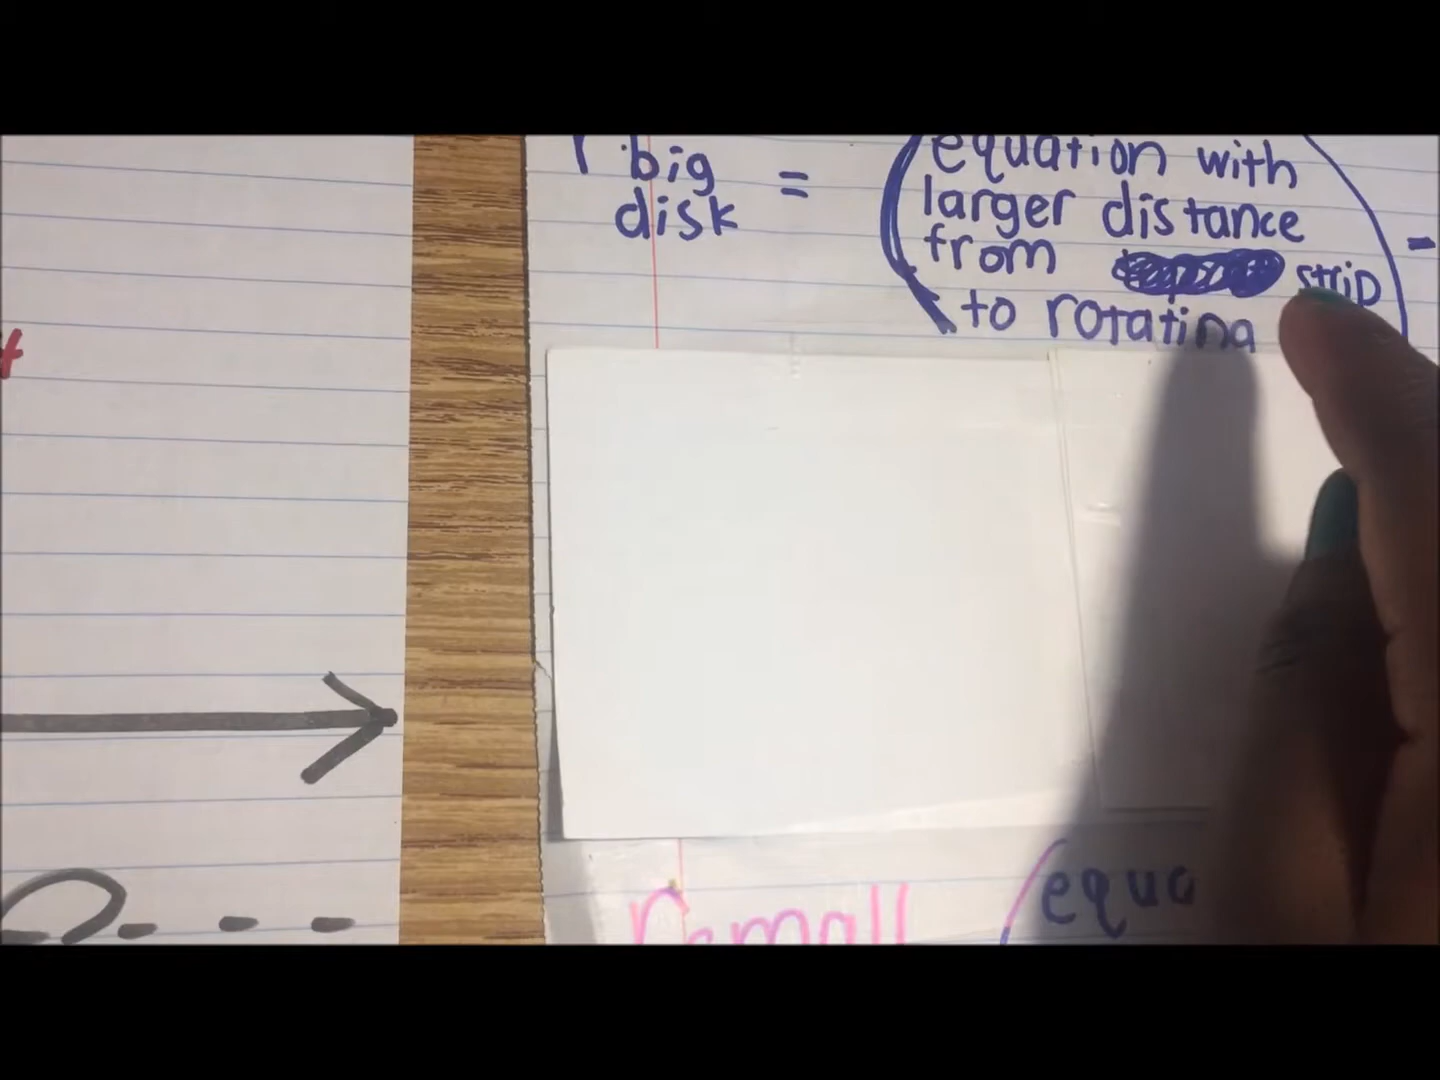 r big = equation with
disk larger distance -
from strip
to rotating
r small (equa